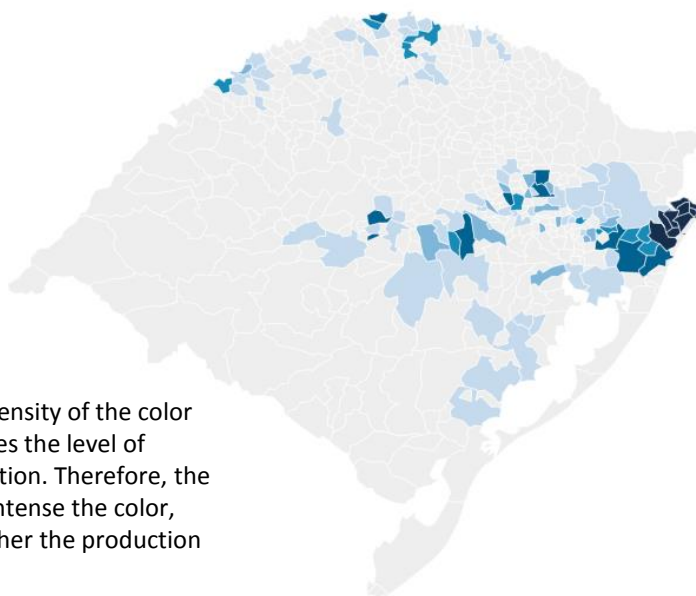 ensity of the color
es the level of
tion. Therefore, the
ntense the color,
her the production